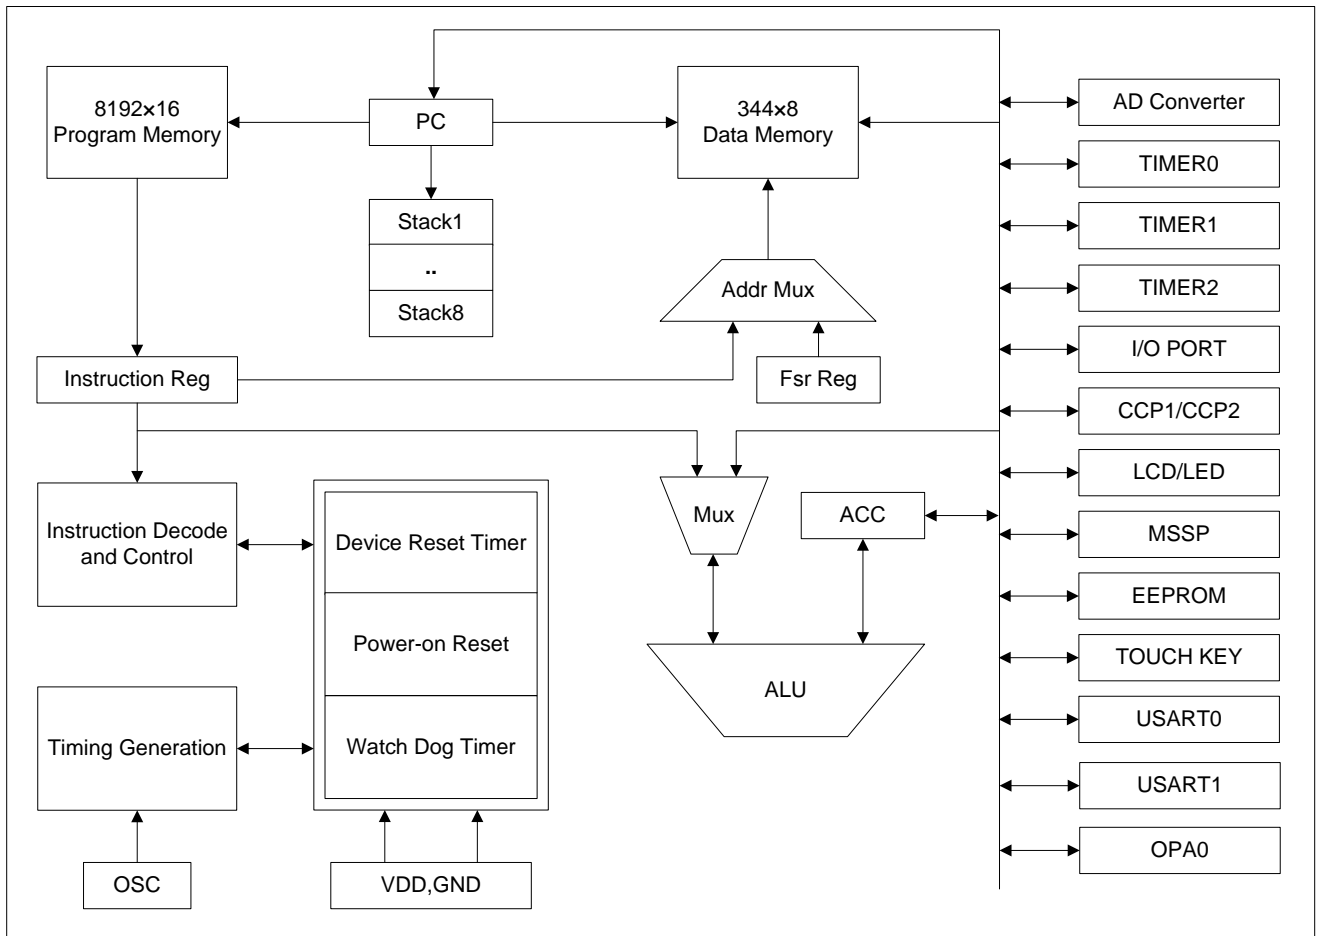 8192×16
Program Memory
PC
344×8
Data Memory
Stack1
..
Stack8
Addr Mux
Instruction Reg
Fsr Reg
Instruction Decode
and Control
Device Reset Timer
Power-on Reset
Watch Dog Timer
Mux
ACC
ALU
Timing Generation
OSC
VDD,GND
AD Converter
TIMER0
TIMER1
TIMER2
I/O PORT
CCP1/CCP2
LCD/LED
MSSP
EEPROM
TOUCH KEY
USART0
USART1
OPA0